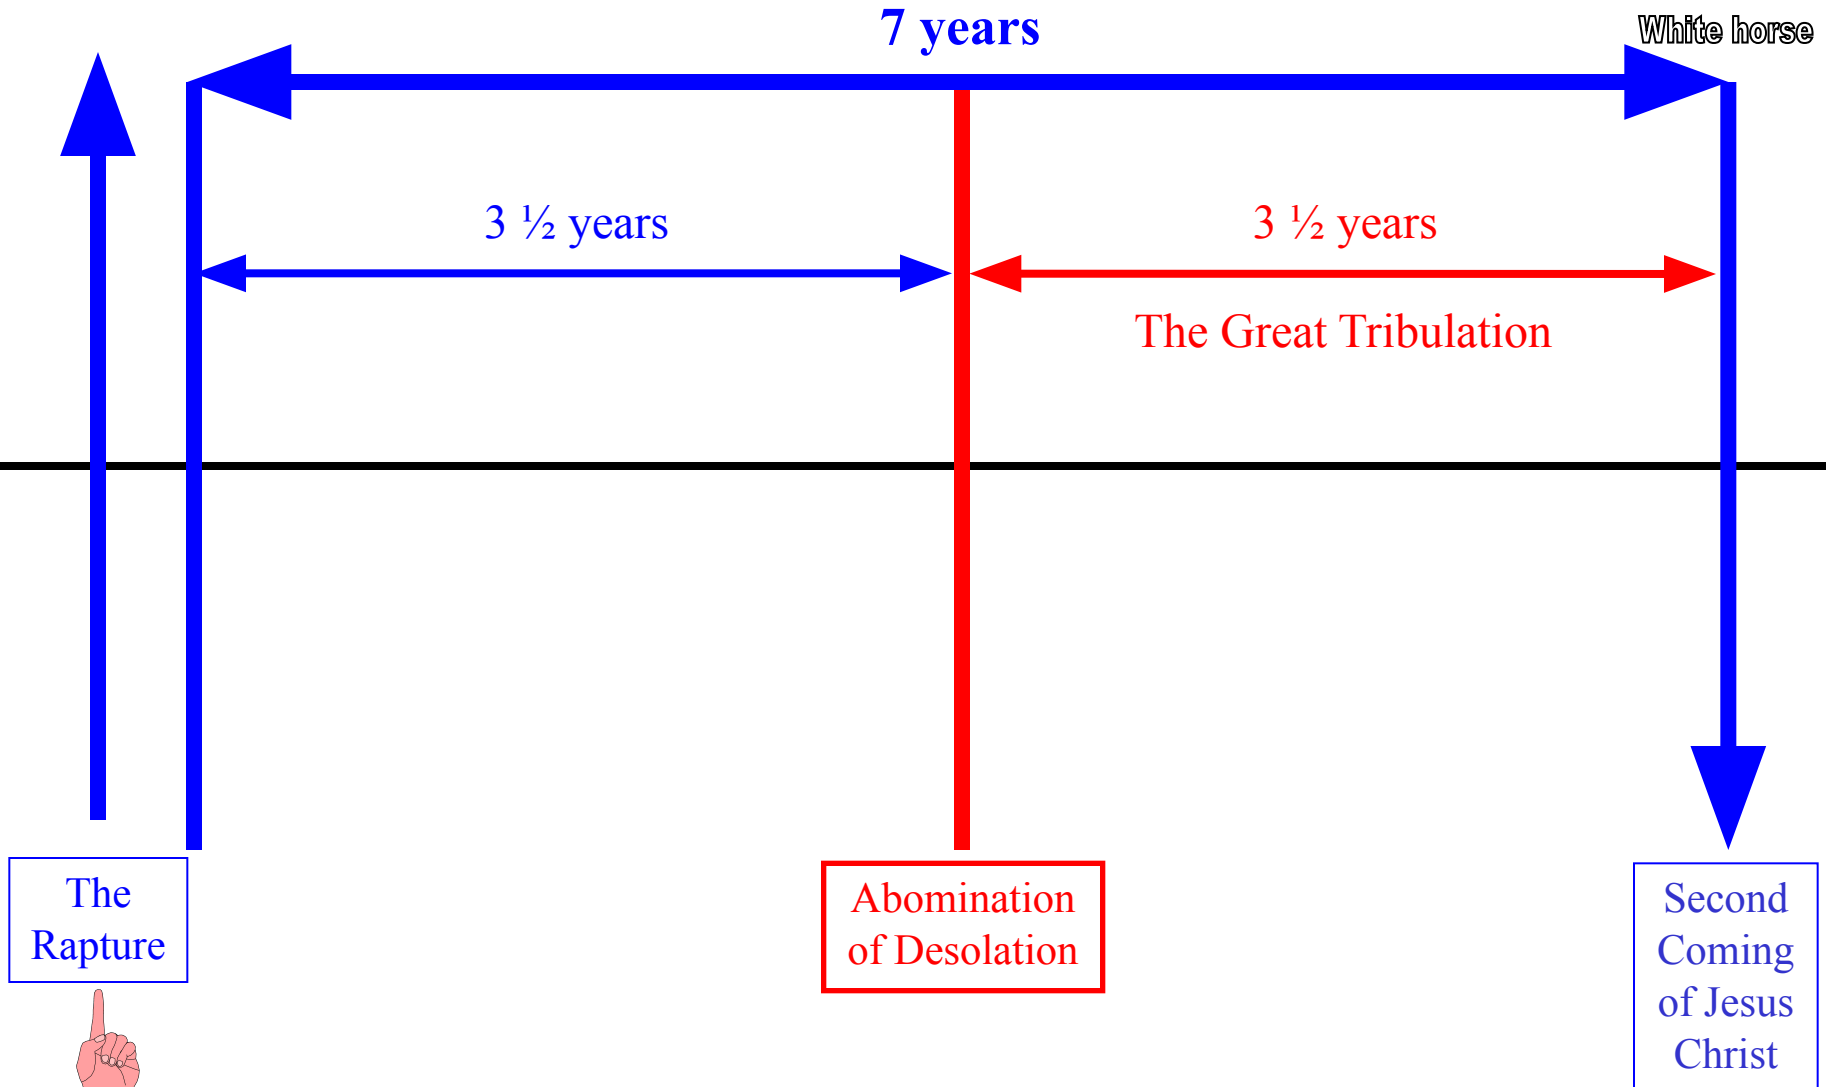 7 years
White horse
3 ½ years
3 ½ years
The Great Tribulation
The
Rapture
Abomination
of Desolation
Second
Coming
of Jesus
Christ